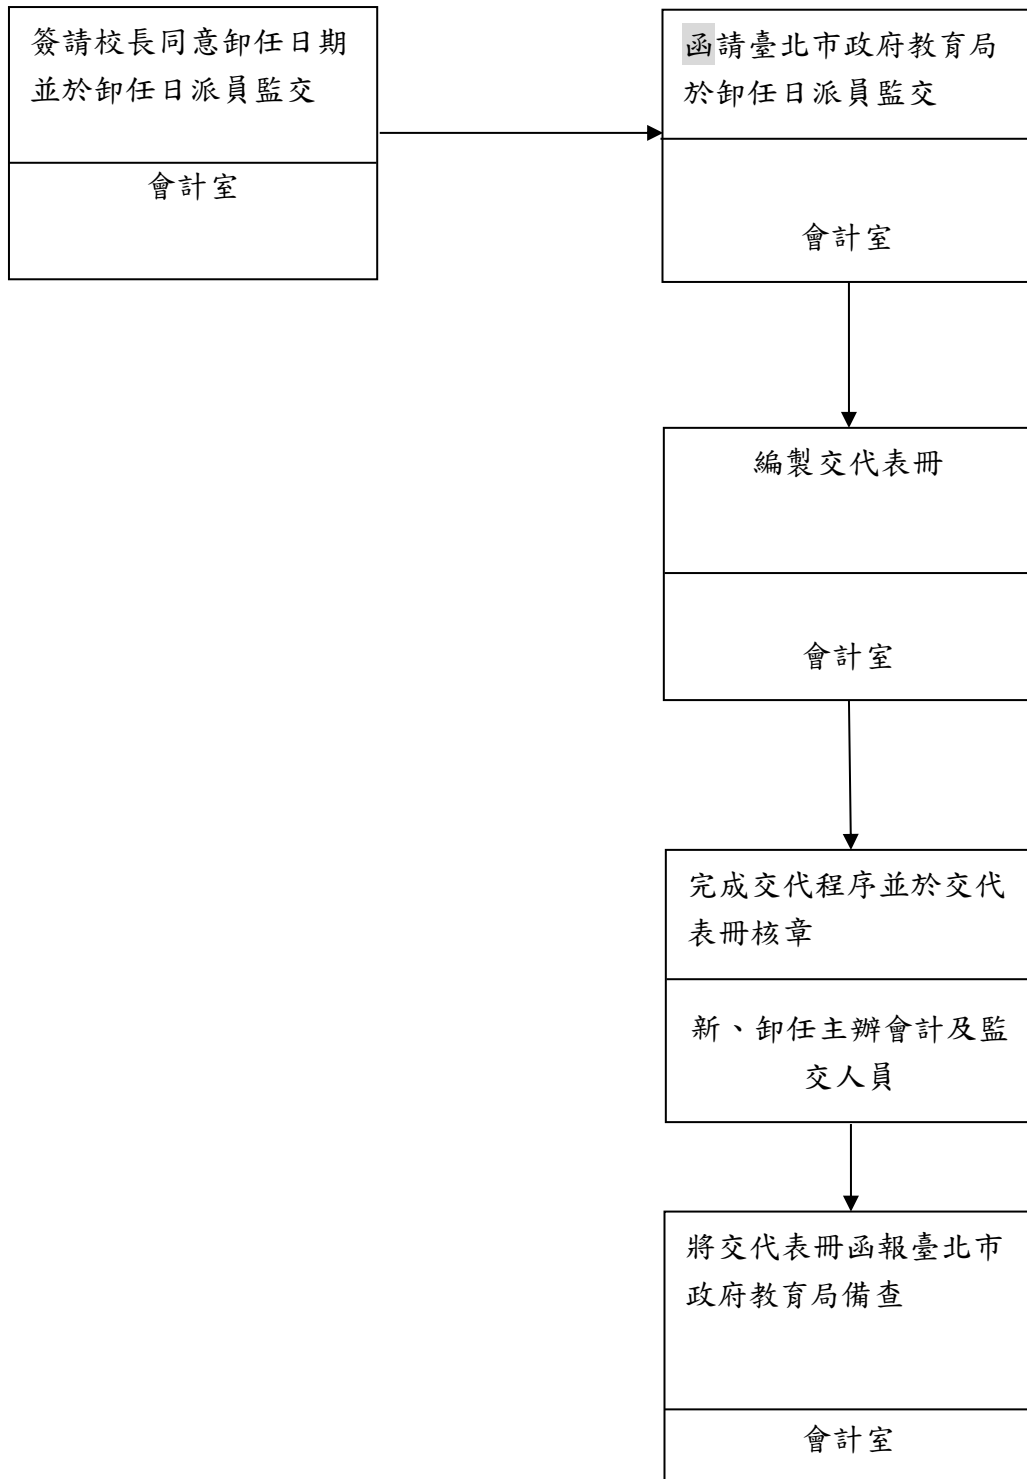 簽請校長同意卸任日期
並於卸任日派員監交
會計室
函請臺北市政府教育局
於卸任日派員監交
會計室
編製交代表冊
會計室
完成交代程序並於交代
表冊核章
新、卸任主辦會計及監
交人員
將交代表冊函報臺北市
政府教育局備查
會計室